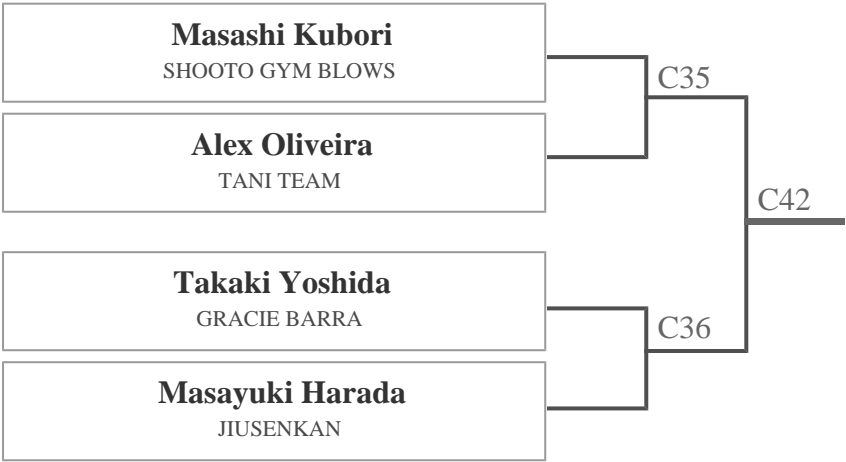 Masashi Kubori
SHOOTO GYM BLOWS
C35
Alex Oliveira
TANI TEAM
C42
Takaki Yoshida
GRACIE BARRA
C36
Masayuki Harada
JIUSENKAN